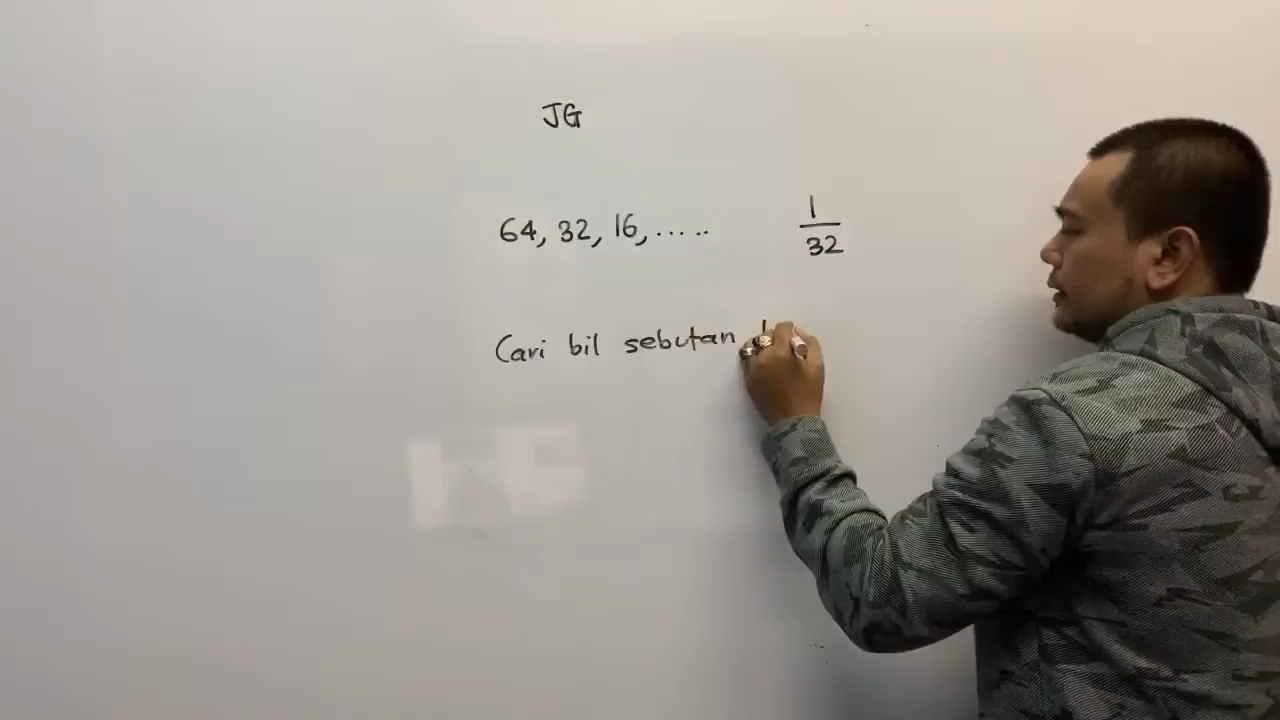 JG
64, 32, 16, ..... 1/32
Cari bil sebutan